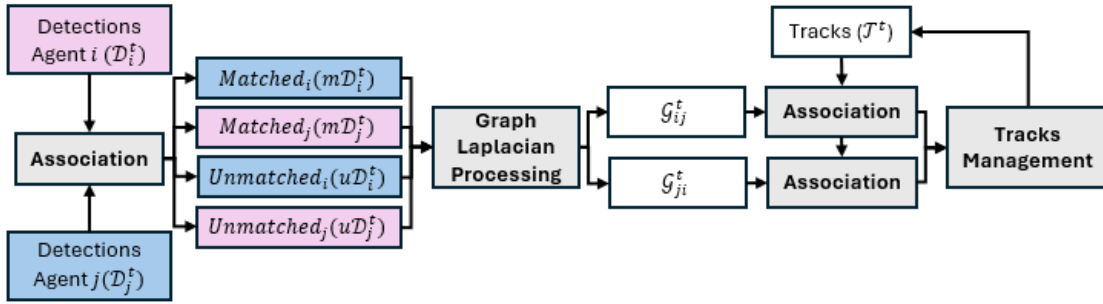 Detections
Agent i (𝒟ᵢᵗ)
Association
Detections
Agent j(𝒟ⱼᵗ)
Matchedᵢ(m𝒟ᵢᵗ)
Matchedⱼ(m𝒟ⱼᵗ)
Unmatchedᵢ(u𝒟ᵢᵗ)
Unmatchedⱼ(u𝒟ⱼᵗ)
Graph
Laplacian
Processing
𝒢ᵢⱼᵗ
𝒢ⱼᵢᵗ
Tracks (𝒯ᵗ)
Association
Association
Tracks
Management